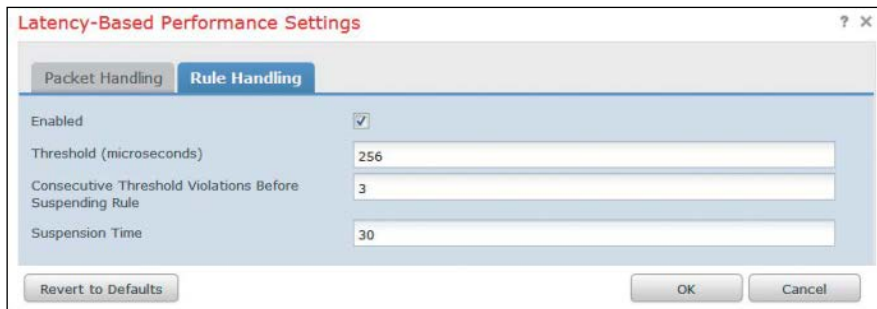 Latency-Based Performance Settings
? X
Packet Handling
Rule Handling
Enabled
Threshold (microseconds)
256
Consecutive Threshold Violations Before
Suspending Rule
3
Suspension Time
30
Revert to Defaults
OK
Cancel